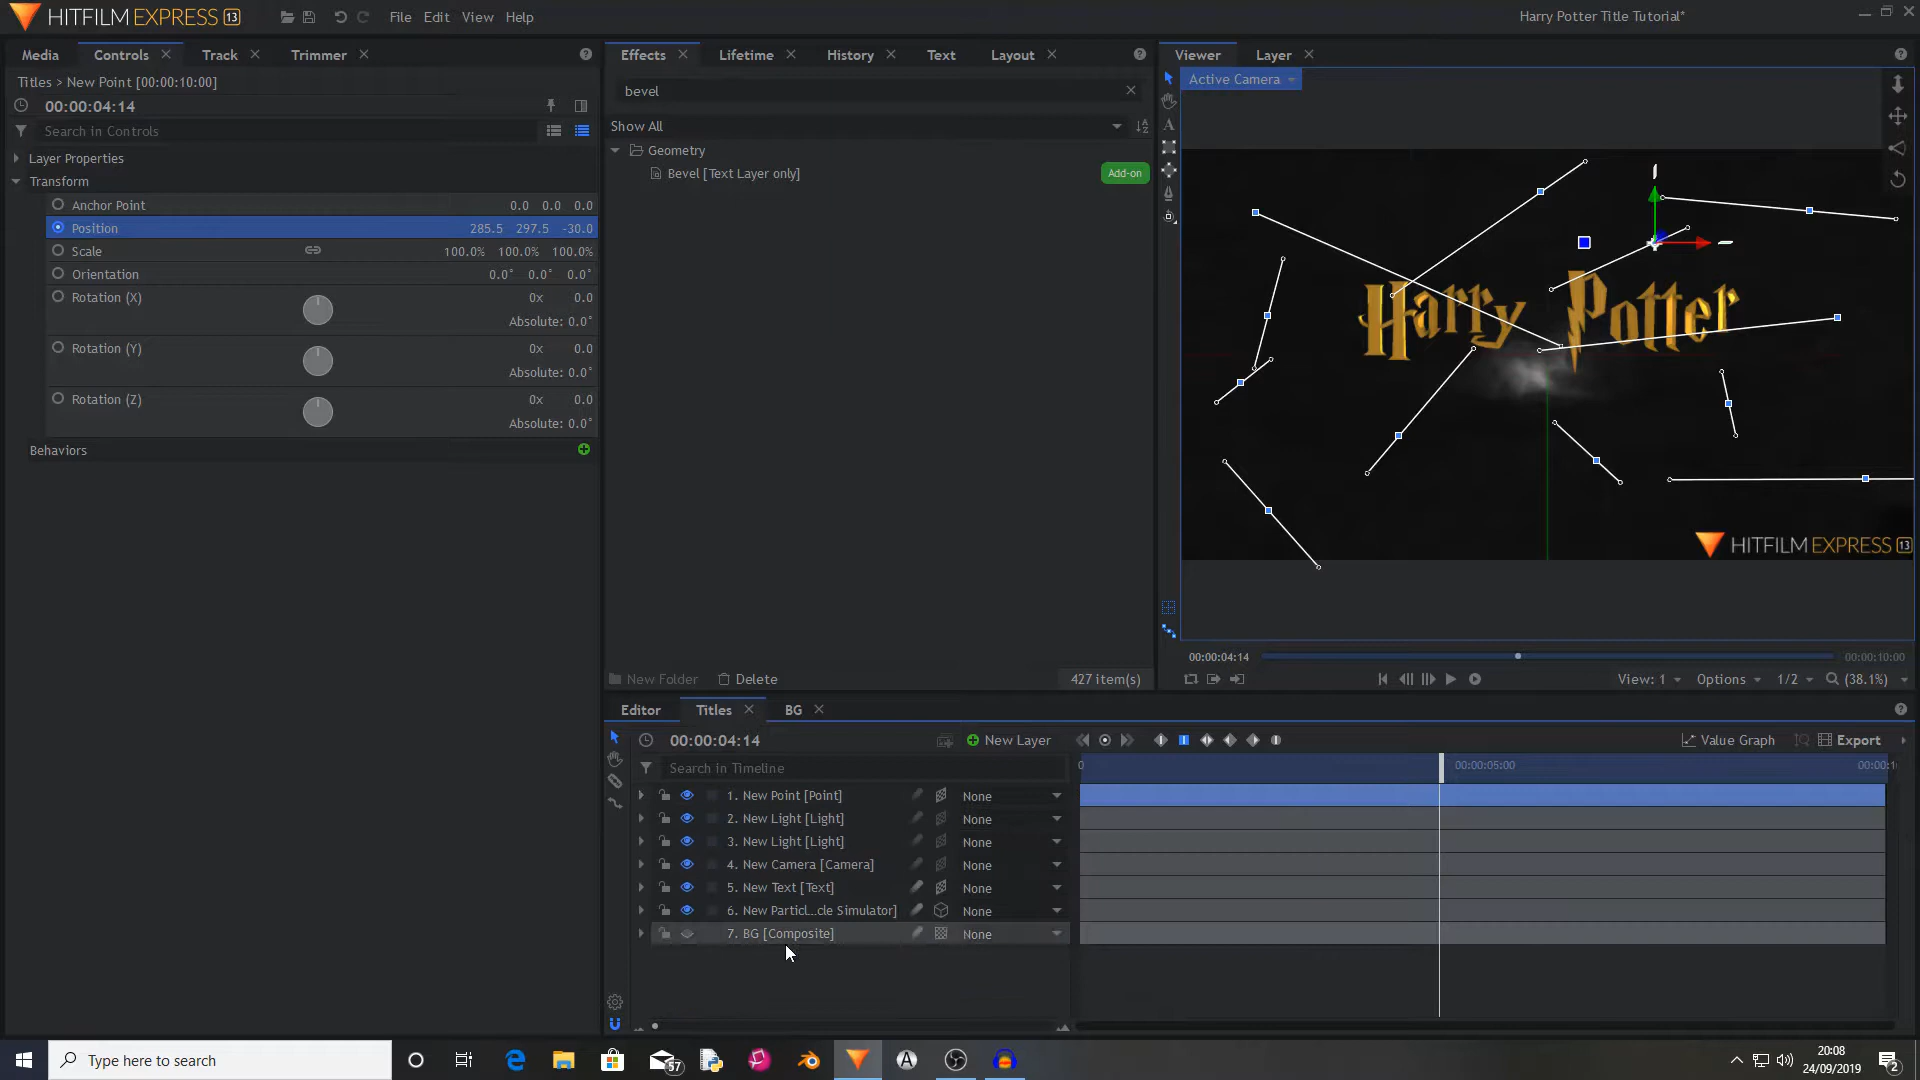 HITFILM EXPRESS 13
File Edit View Help
Harry Potter Title Tutorial*
Media Controls Track Trimmer
Titles > New Point [00:00:10:00]
00:00:04:14
Search in Controls
Layer Properties
Transform
Anchor Point 0.0 0.0 0.0
Position 285.5 297.5 -30.0
Scale 100.0% 100.0% 100.0%
Orientation 0.0° 0.0° 0.0°
Rotation (X) 0x 0.0
Absolute: 0.0°
Rotation (Y) 0x 0.0
Absolute: 0.0°
Rotation (Z) 0x 0.0
Absolute: 0.0°
Behaviors
Effects Lifetime History Text Layout
bevel
Show All
Geometry
Bevel [Text Layer only] Add-on
New Folder Delete 427 item(s)
Viewer Layer
Active Camera
Harry Potter
HITFILM EXPRESS 13
00:00:04:14 00:00:10:00
View: 1 Options 1/2 (38.1%)
Editor Titles BG
00:00:04:14 New Layer Value Graph Export
Search in Timeline
0 00:00:05:00 00:00:1
1. New Point [Point] None
2. New Light [Light] None
3. New Light [Light] None
4. New Camera [Camera] None
5. New Text [Text] None
6. New Particl...cle Simulator] None
7. BG [Composite] None
Type here to search
57
20:08
24/09/2019
2